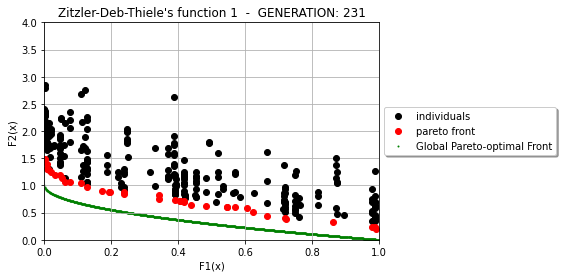 Zitzler-Deb-Thiele's function 1 - GENERATION: 231
4.0
3.5
3.0
2.5
2.0
1.5
1.0
0.5
0.0
F2(x)
0.0 0.2 0.4 0.6 0.8 1.0
F1(x)
individuals
pareto front
Global Pareto-optimal Front